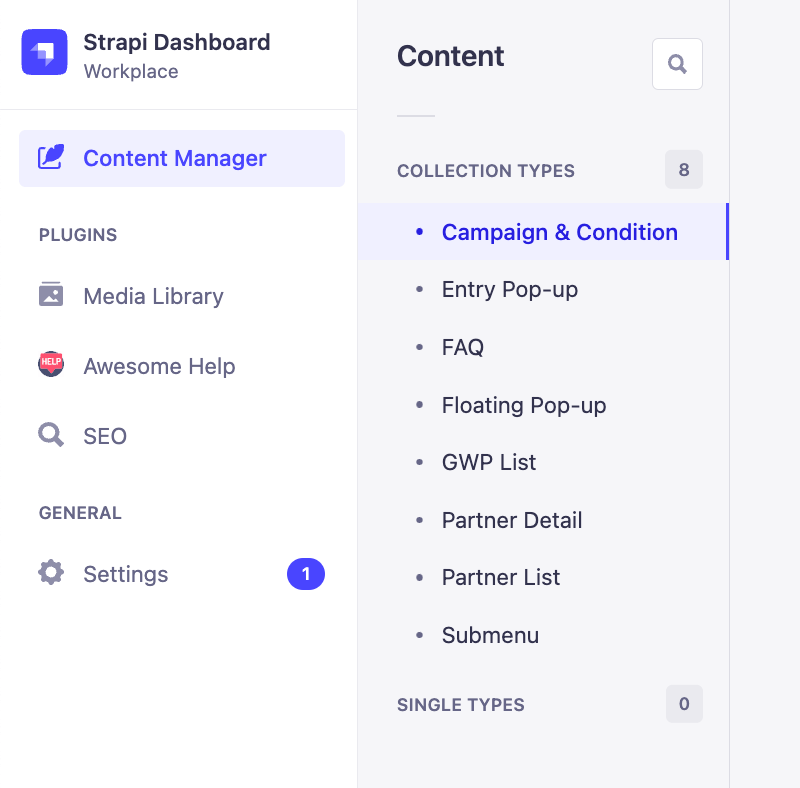 Strapi Dashboard
Workplace
Content Manager
PLUGINS
Media Library
HELP
Awesome Help
SEO
GENERAL
Settings
1
Content
COLLECTION TYPES
8
Campaign & Condition
Entry Pop-up
FAQ
Floating Pop-up
GWP List
Partner Detail
Partner List
Submenu
SINGLE TYPES
0